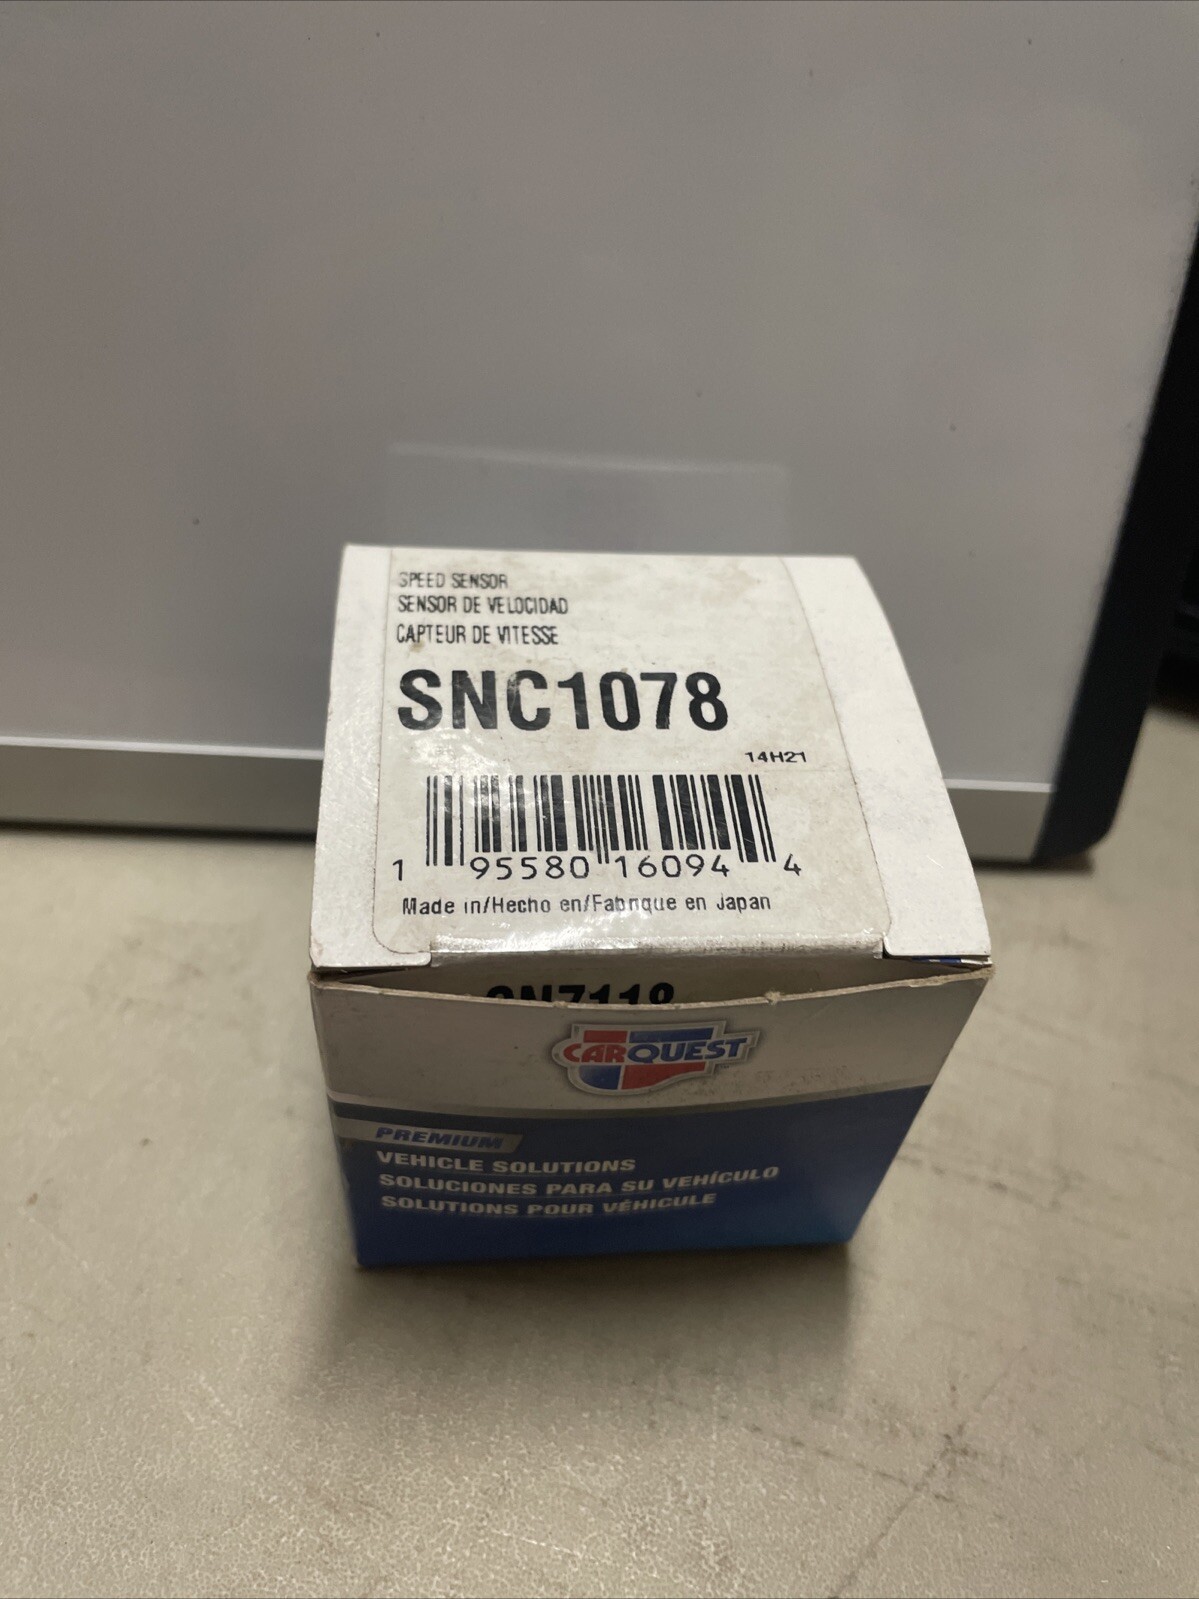 SPEED SENSOR
SENSOR DE VELOCIDAD
CAPTEUR DE VITESSE
SNC1078
14H21
1 95580 16094 4
Made in/Hecho en/Fabrique en Japan
CARQUEST
PREMIUM
VEHICLE SOLUTIONS
SOLUCIONES PARA SU VEHÍCULO
SOLUTIONS POUR VÉHICULE